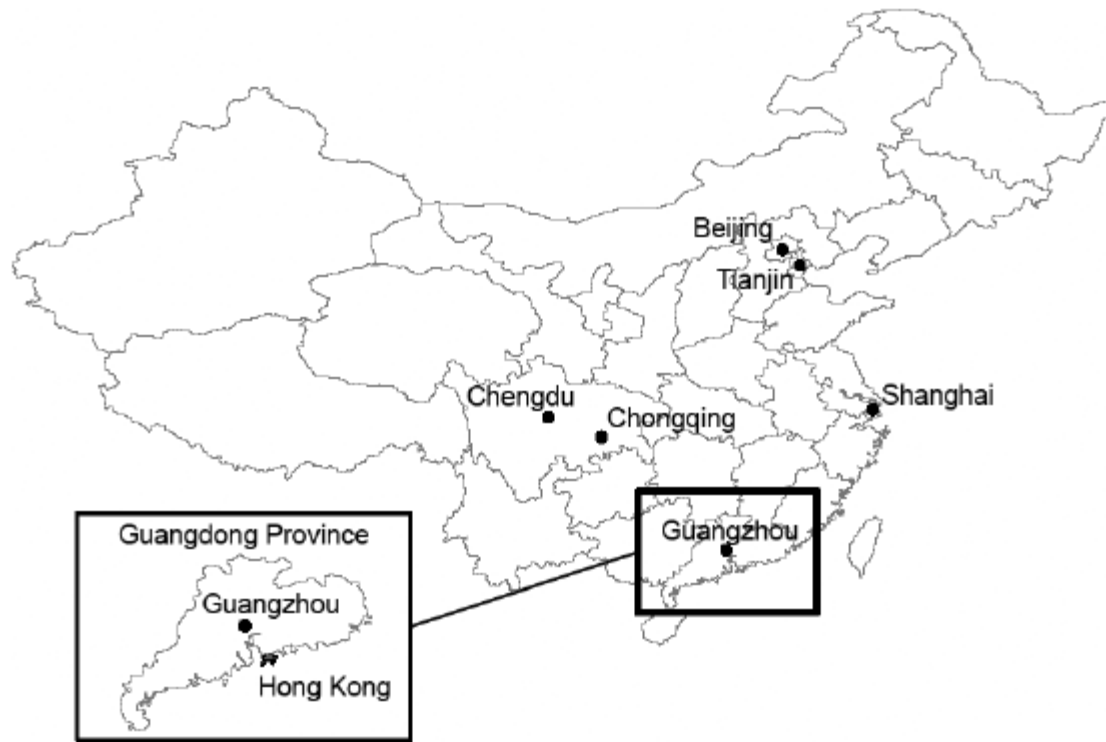 Beijing
Tianjin
Chengdu
Chongqing
Shanghai
Guangzhou
Guangdong Province
Guangzhou
Hong Kong